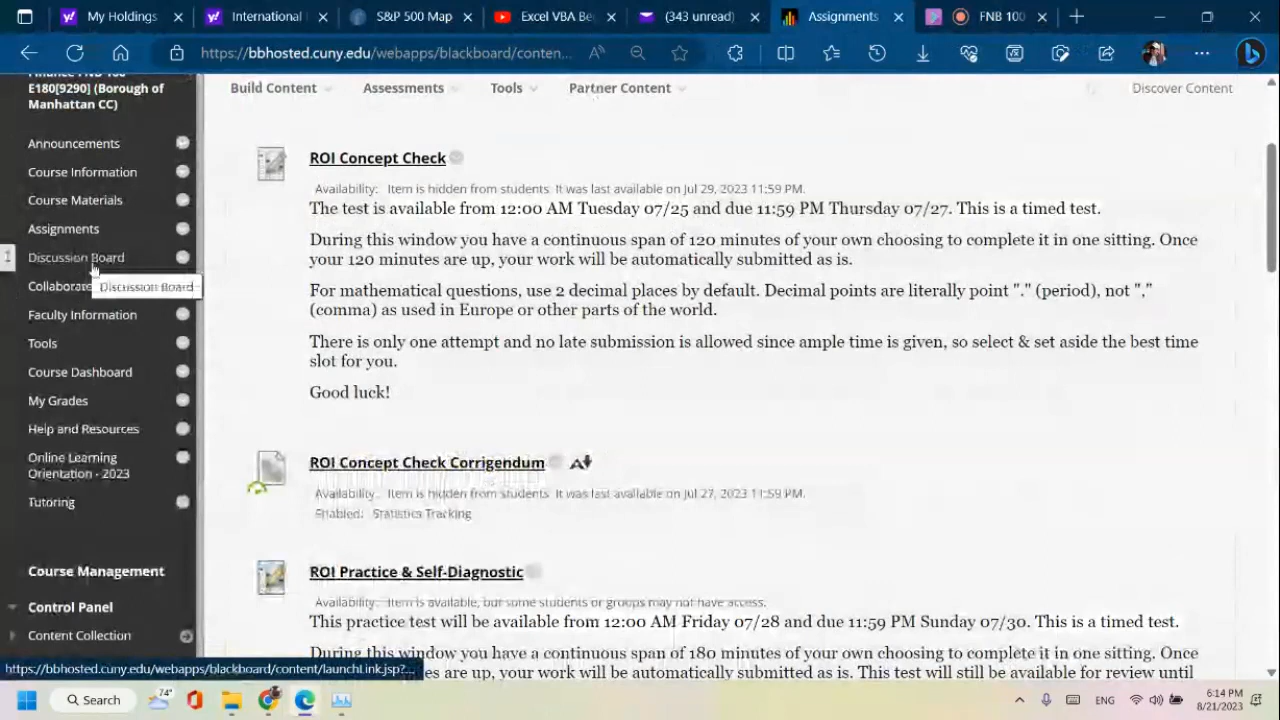 My Holdings
International
S&P 500 Map
Excel VBA Be
(343 unread)
Assignments
FNB 100
https://bbhosted.cuny.edu/webapps/blackboard/conten...
E180[9290] (Borough of
Manhattan CC)
Announcements
Course Information
Course Materials
Assignments
Discussion Board
Collaborate
Discussion Board
Faculty Information
Tools
Course Dashboard
My Grades
Help and Resources
Online Learning
Orientation - 2023
Tutoring
Course Management
Control Panel
Content Collection
Build Content
Assessments
Tools
Partner Content
Discover Content
ROI Concept Check
Availability: Item is hidden from students. It was last available on Jul 29, 2023 11:59 PM.
The test is available from 12:00 AM Tuesday 07/25 and due 11:59 PM Thursday 07/27. This is a timed test.
During this window you have a continuous span of 120 minutes of your own choosing to complete it in one sitting. Once
your 120 minutes are up, your work will be automatically submitted as is.
For mathematical questions, use 2 decimal places by default. Decimal points are literally point "." (period), not ","
(comma) as used in Europe or other parts of the world.
There is only one attempt and no late submission is allowed since ample time is given, so select & set aside the best time
slot for you.
Good luck!
ROI Concept Check Corrigendum
Availability: Item is hidden from students. It was last available on Jul 27, 2023 11:59 PM.
Enabled: Statistics Tracking
ROI Practice & Self-Diagnostic
Availability: Item is available, but some students or groups may not have access.
This practice test will be available from 12:00 AM Friday 07/28 and due 11:59 PM Sunday 07/30. This is a timed test.
During this window you have a continuous span of 180 minutes of your own choosing to complete it in one sitting. Once
es are up, your work will be automatically submitted as is. This test will still be available for review until
https://bbhosted.cuny.edu/webapps/blackboard/content/launchLink.jsp?...
74°
Search
ENG
6:14 PM
8/21/2023